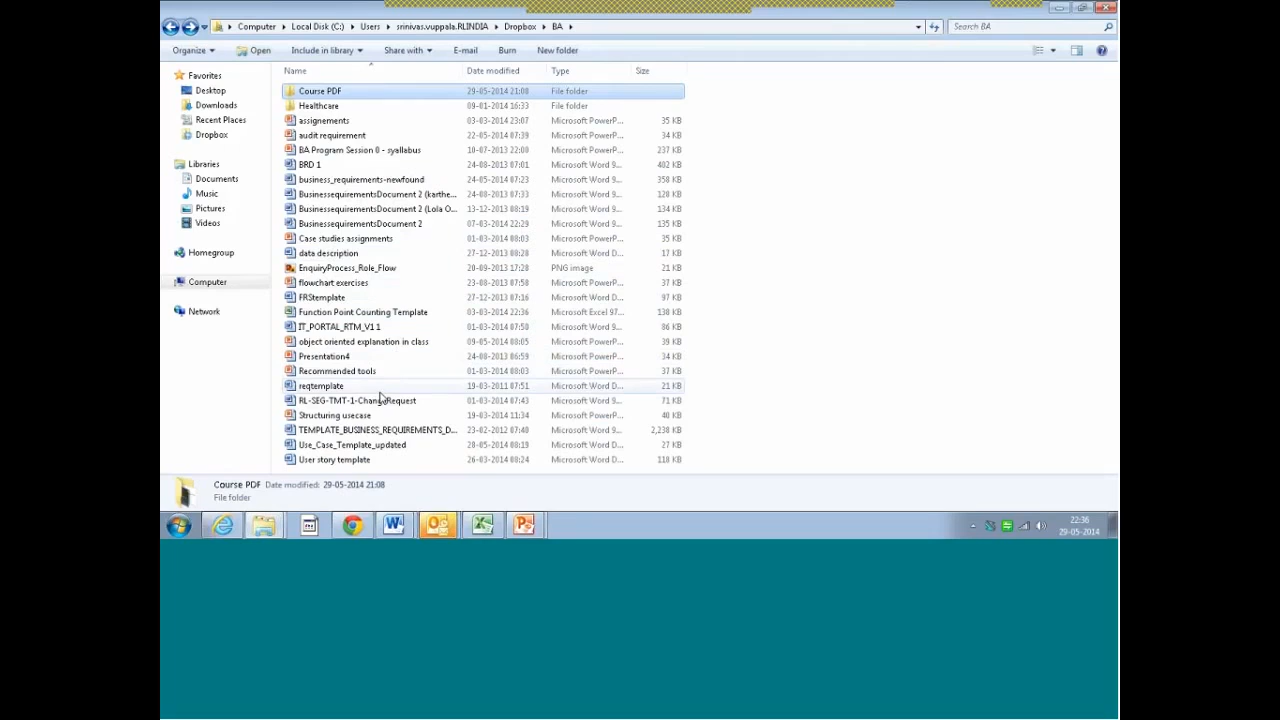 Computer ▸ Local Disk (C:) ▸ Users ▸ srinivas.vuppala.RLINDIA ▸ Dropbox ▸ BA ▸
Search BA
Organize Open Include in library Share with E-mail Burn New folder
Name Date modified Type Size
Favorites
Desktop
Downloads
Recent Places
Dropbox
Libraries
Documents
Music
Pictures
Videos
Homegroup
Computer
Network
Course PDF 29-05-2014 21:08 File folder
Healthcare 09-01-2014 16:33 File folder
assignements 03-03-2014 23:07 Microsoft PowerP... 35 KB
audit requirement 22-05-2014 07:39 Microsoft PowerP... 34 KB
BA Program Session 0 - syallabus 10-07-2013 22:00 Microsoft PowerP... 237 KB
BRD 1 24-08-2013 07:01 Microsoft Word 9... 402 KB
business_requirements-newfound 24-05-2014 07:23 Microsoft Word 9... 358 KB
BusinessequirementsDocument 2 (karthe... 24-08-2013 07:33 Microsoft Word 9... 128 KB
BusinessequirementsDocument 2 (Lola O... 13-12-2013 08:19 Microsoft Word 9... 134 KB
BusinessequirementsDocument 2 07-03-2014 22:29 Microsoft Word 9... 135 KB
Case studies assignments 01-03-2014 08:03 Microsoft PowerP... 35 KB
data description 27-12-2013 08:28 Microsoft Word D... 17 KB
EnquiryProcess_Role_Flow 20-09-2013 17:28 PNG image 21 KB
flowchart exercises 23-08-2013 07:58 Microsoft PowerP... 37 KB
FRStemplate 27-12-2013 07:16 Microsoft Word D... 97 KB
Function Point Counting Template 03-03-2014 22:36 Microsoft Excel 97... 138 KB
IT_PORTAL_RTM_V1 1 01-03-2014 07:50 Microsoft Word 9... 86 KB
object oriented explanation in class 09-05-2014 08:05 Microsoft PowerP... 39 KB
Presentation4 24-08-2013 06:59 Microsoft PowerP... 34 KB
Recommended tools 01-03-2014 08:03 Microsoft PowerP... 37 KB
reqtemplate 19-03-2011 07:51 Microsoft Word D... 21 KB
RL-SEG-TMT-1-ChangeRequest 01-03-2014 07:43 Microsoft Word 9... 71 KB
Structuring usecase 19-03-2014 11:34 Microsoft PowerP... 40 KB
TEMPLATE_BUSINESS_REQUIREMENTS_D... 23-02-2012 07:40 Microsoft Word 9... 2,238 KB
Use_Case_Template_updated 28-05-2014 08:19 Microsoft Word D... 27 KB
User story template 26-03-2014 00:24 Microsoft Word D... 118 KB
Course PDF Date modified: 29-05-2014 21:08
File folder
22:36
29-05-2014